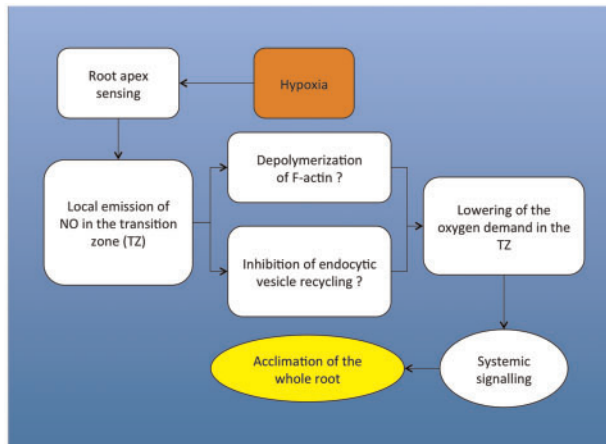 Root apex
sensing
Hypoxia
Local emission of
NO in the transition
zone (TZ)
Depolymerization
of F-actin ?
Inhibition of endocytic
vesicle recycling ?
Lowering of the
oxygen demand in the
TZ
Systemic
signalling
Acclimation of the
whole root